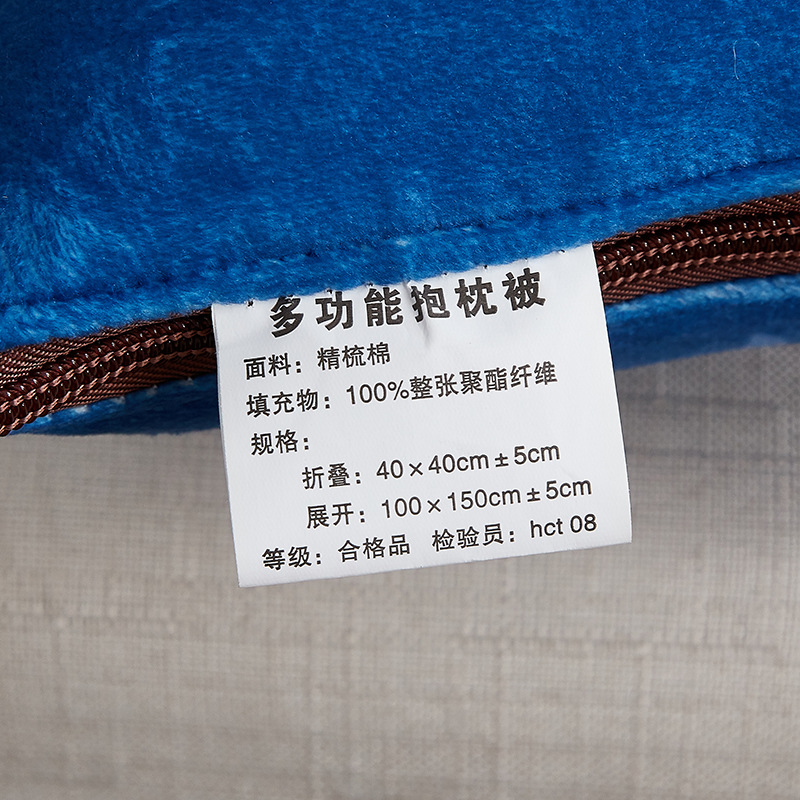 多功能抱枕被
面料：精梳棉
填充物：100%整张聚酯纤维
规格：
折叠：40×40cm±5cm
展开：100×150cm±5cm
等级：合格品 检验员：hct 08